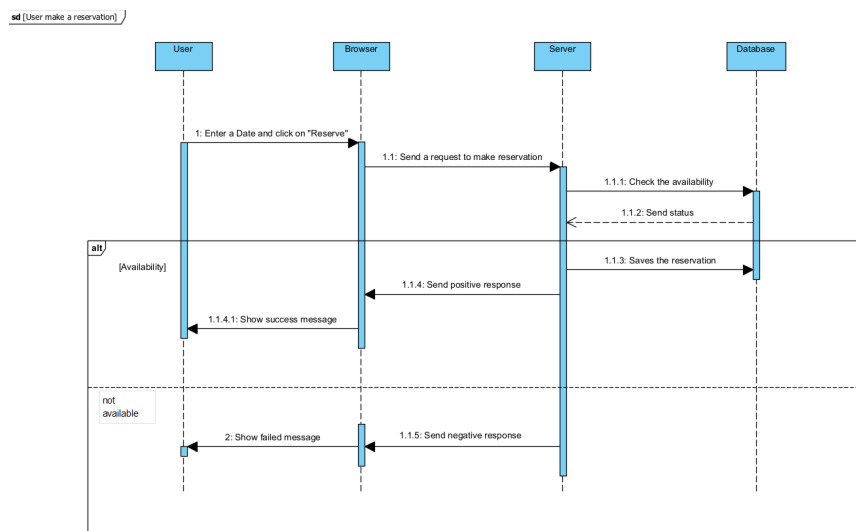 sd [User make a reservation]
User
Browser
Server
Database
1: Enter a Date and click on "Reserve"
1.1: Send a request to make reservation
1.1.1: Check the availability
1.1.2: Send status
alt
[Availability]
1.1.3: Saves the reservation
1.1.4: Send positive response
1.1.4.1: Show success message
not
available
2: Show failed message
1.1.5: Send negative response